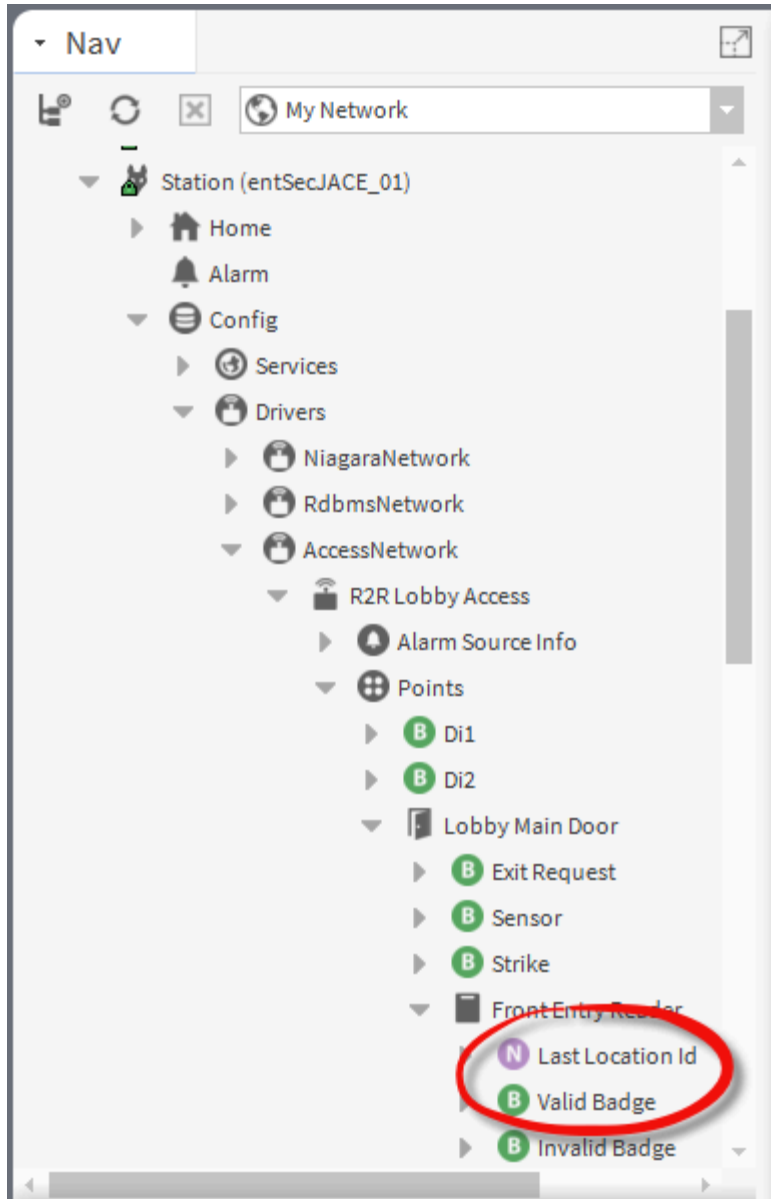 Nav
My Network
Station (entSecJACE_01)
Home
Alarm
Config
Services
Drivers
NiagaraNetwork
RdbmsNetwork
AccessNetwork
R2R Lobby Access
Alarm Source Info
Points
B Di1
B Di2
Lobby Main Door
B Exit Request
B Sensor
B Strike
Front Entry Reader
N Last Location Id
B Valid Badge
B Invalid Badge